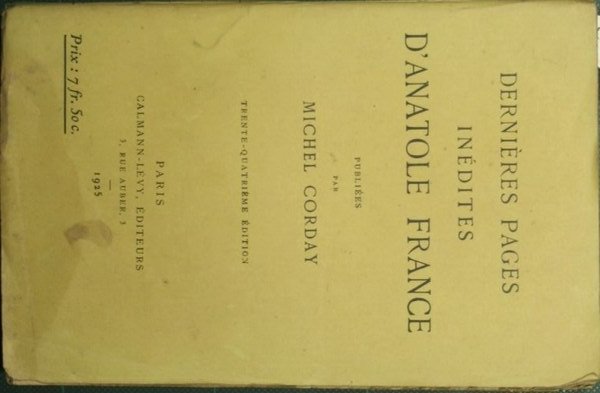 DERNIÈRES PAGES
INÉDITES
D'ANATOLE FRANCE
PUBLIÉES
PAR
MICHEL CORDAY
TRENTE-QUATRIÈME ÉDITION
PARIS
CALMANN-LÉVY, ÉDITEURS
3, RUE AUBER, 3
1925
Prix : 7 fr. 50 c.